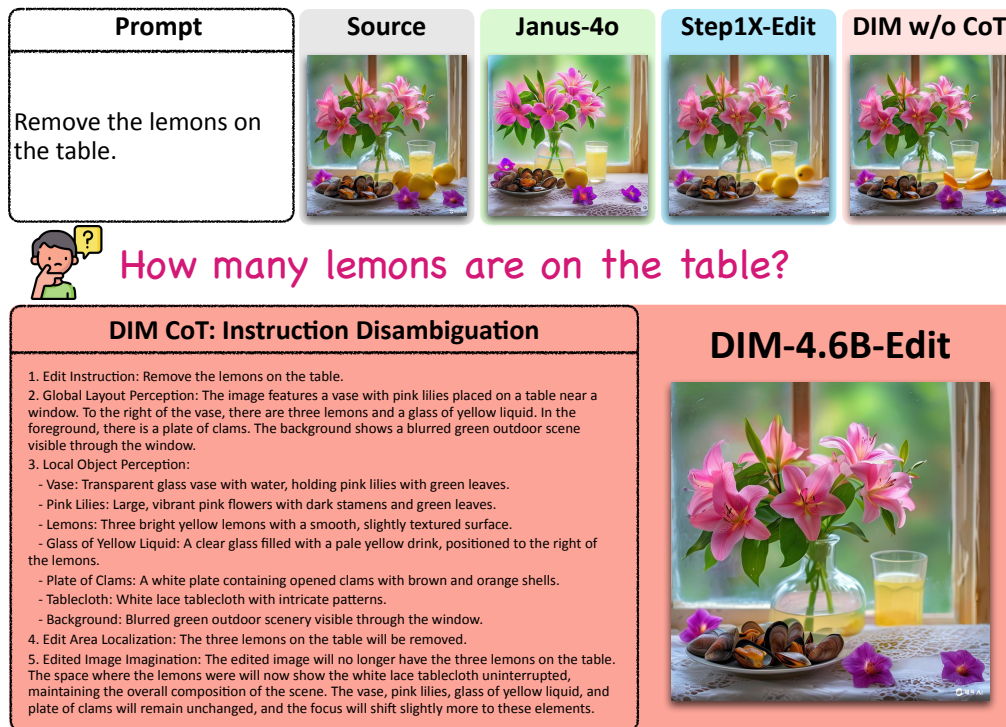 Prompt
Source
Janus-4o
Step1X-Edit
DIM w/o CoT
Remove the lemons on
the table.
?
How many lemons are on the table?
DIM CoT: Instruction Disambiguation
1. Edit Instruction: Remove the lemons on the table.
2. Global Layout Perception: The image features a vase with pink lilies placed on a table near a
window. To the right of the vase, there are three lemons and a glass of yellow liquid. In the
foreground, there is a plate of clams. The background shows a blurred green outdoor scene
visible through the window.
3. Local Object Perception:
- Vase: Transparent glass vase with water, holding pink lilies with green leaves.
- Pink Lilies: Large, vibrant pink flowers with dark stamens and green leaves.
- Lemons: Three bright yellow lemons with a smooth, slightly textured surface.
- Glass of Yellow Liquid: A clear glass filled with a pale yellow drink, positioned to the right of
the lemons.
- Plate of Clams: A white plate containing opened clams with brown and orange shells.
- Tablecloth: White lace tablecloth with intricate patterns.
- Background: Blurred green outdoor scenery visible through the window.
4. Edit Area Localization: The three lemons on the table will be removed.
5. Edited Image Imagination: The edited image will no longer have the three lemons on the table.
The space where the lemons were will now show the white lace tablecloth uninterrupted,
maintaining the overall composition of the scene. The vase, pink lilies, glass of yellow liquid, and
plate of clams will remain unchanged, and the focus will shift slightly more to these elements.
DIM-4.6B-Edit